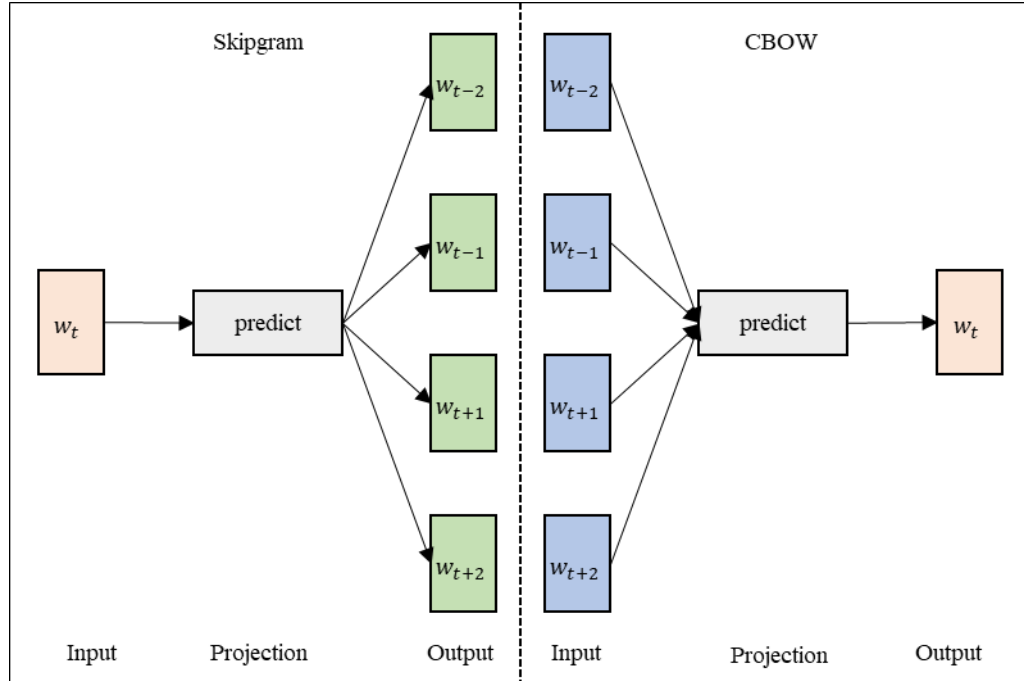 Skipgram
w_{t-2}
w_{t-1}
w_t
predict
w_{t+1}
w_{t+2}
Input
Projection
Output
CBOW
w_{t-2}
w_{t-1}
predict
w_t
w_{t+1}
w_{t+2}
Input
Projection
Output